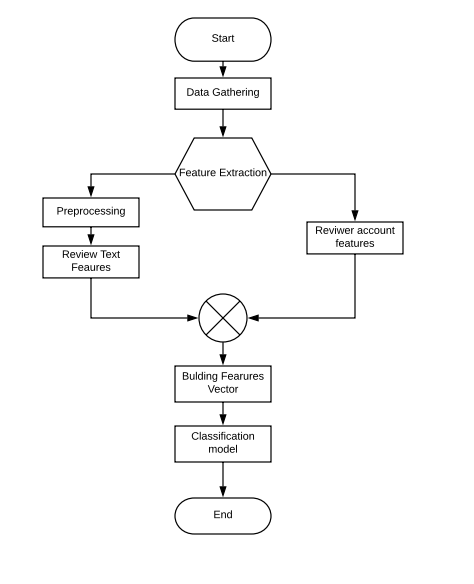 Start
Data Gathering
Feature Extraction
Preprocessing
Review Text
Feaures
Reviwer account
features
Bulding Fearures
Vector
Classification
model
End